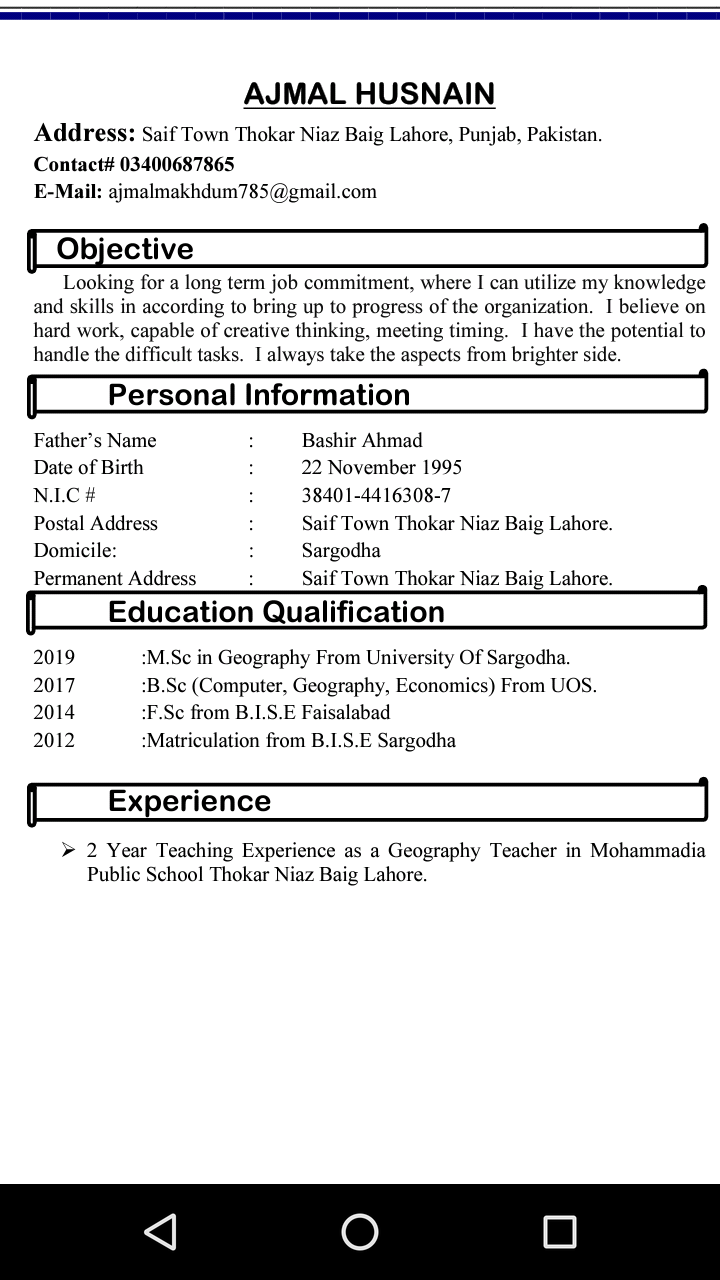 AJMAL HUSNAIN
Address: Saif Town Thokar Niaz Baig Lahore, Punjab, Pakistan.
Contact# 03400687865
E-Mail: ajmalmakhdum785@gmail.com
Objective
Looking for a long term job commitment, where I can utilize my knowledge
and skills in according to bring up to progress of the organization. I believe on
hard work, capable of creative thinking, meeting timing. I have the potential to
handle the difficult tasks. I always take the aspects from brighter side.
Personal Information
Father’s Name : Bashir Ahmad
Date of Birth : 22 November 1995
N.I.C # : 38401-4416308-7
Postal Address : Saif Town Thokar Niaz Baig Lahore.
Domicile: : Sargodha
Permanent Address : Saif Town Thokar Niaz Baig Lahore.
Education Qualification
2019 :M.Sc in Geography From University Of Sargodha.
2017 :B.Sc (Computer, Geography, Economics) From UOS.
2014 :F.Sc from B.I.S.E Faisalabad
2012 :Matriculation from B.I.S.E Sargodha
Experience
➢ 2 Year Teaching Experience as a Geography Teacher in Mohammadia
Public School Thokar Niaz Baig Lahore.